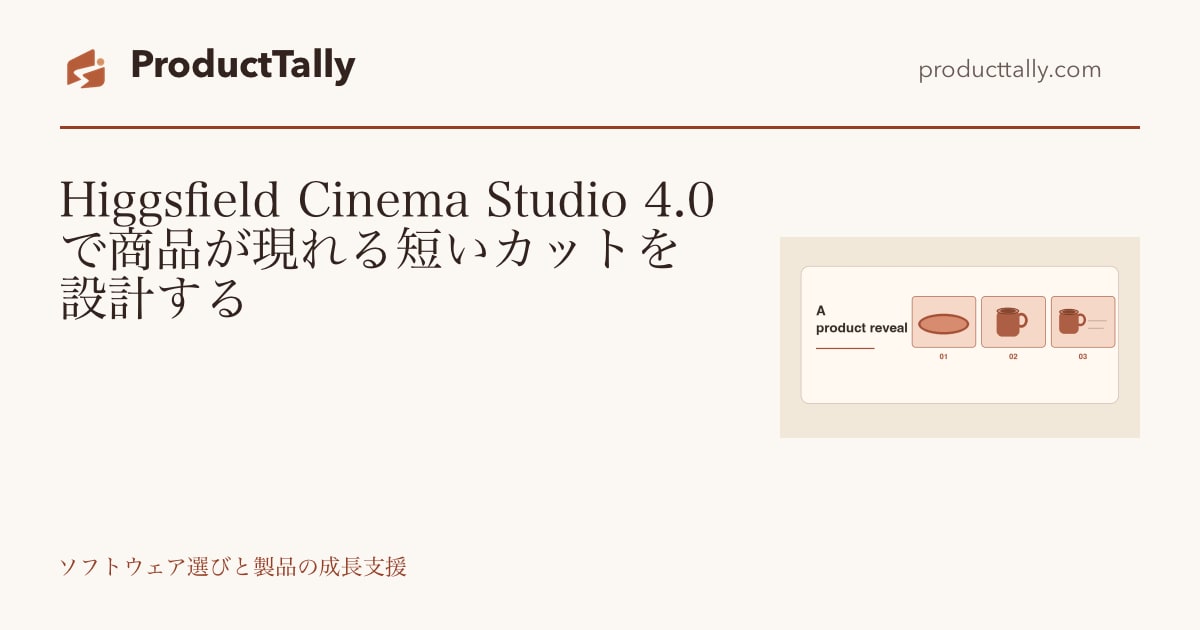 ProductTally
producttally.com
Higgsfield Cinema Studio 4.0
で商品が現れる短いカットを
設計する
A
product reveal
01
02
03
ソフトウェア選びと製品の成長支援